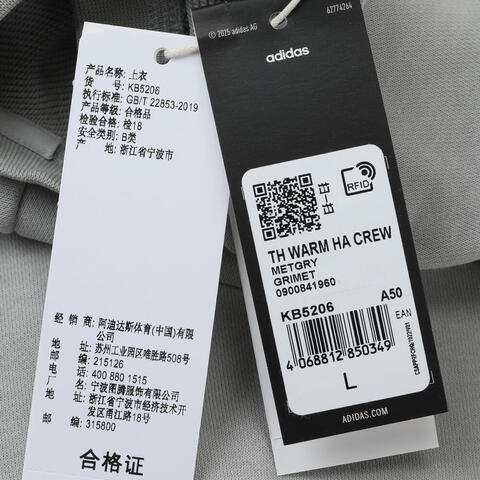 产品名称: 上衣
货 号: KB5206
执行标准: GB/T 22853-2019
产品等级: 合格品
检验合格: 检18
安全类别: B类
产 地: 浙江省宁波市
经 销 商: 阿迪达斯体育(中国)有限
公司
地 址: 苏州工业园区唯胜路508号
邮 编: 215126
电 话: 400 880 1515
厂 名: 宁波图腾服饰有限公司
地 址: 浙江省宁波市经济技术开
发区甬江路18号
邮 编: 315800
合格证
62774264
© 2025 adidas AG
adidas
RFID
TH WARM HA CREW
METGRY
GRIMET
0900841960
KB5206 A50
EAN
4 068812 850349
L
ADIDAS.COM